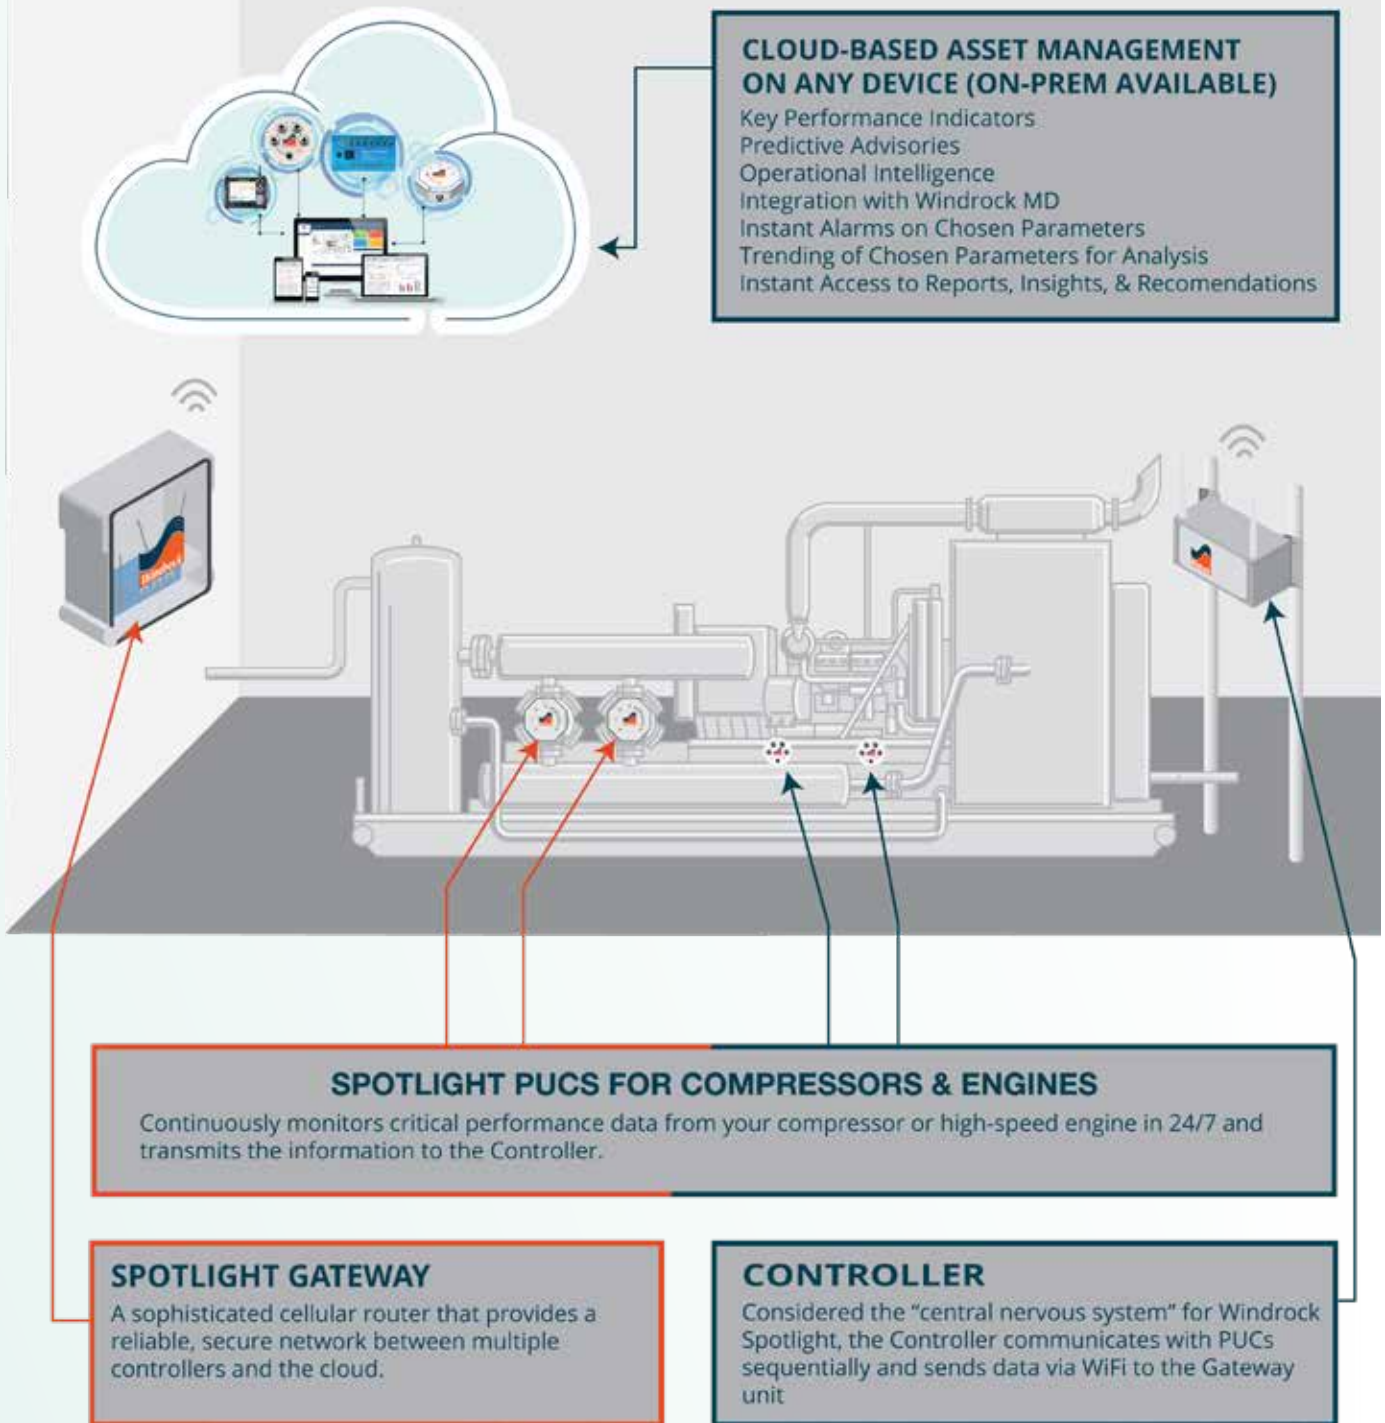 CLOUD-BASED ASSET MANAGEMENT
ON ANY DEVICE (ON-PREM AVAILABLE)
Key Performance Indicators
Predictive Advisories
Operational Intelligence
Integration with Windrock MD
Instant Alarms on Chosen Parameters
Trending of Chosen Parameters for Analysis
Instant Access to Reports, Insights, & Recomendations
Windrock
SPOTLIGHT PUCS FOR COMPRESSORS & ENGINES
Continuously monitors critical performance data from your compressor or high-speed engine in 24/7 and
transmits the information to the Controller.
SPOTLIGHT GATEWAY
A sophisticated cellular router that provides a
reliable, secure network between multiple
controllers and the cloud.
CONTROLLER
Considered the “central nervous system” for Windrock
Spotlight, the Controller communicates with PUCs
sequentially and sends data via WiFi to the Gateway
unit